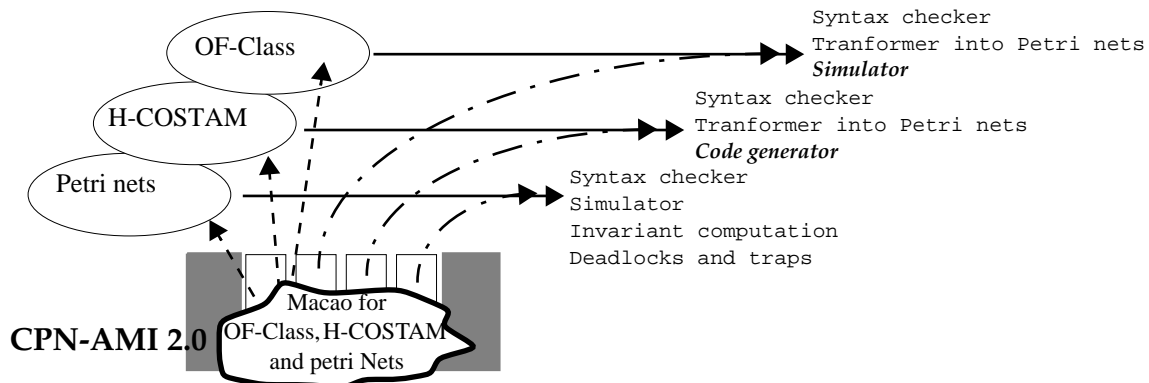 OF-Class
Syntax checker
Tranformer into Petri nets
Simulator
H-COSTAM
Syntax checker
Tranformer into Petri nets
Code generator
Petri nets
Syntax checker
Simulator
Invariant computation
Deadlocks and traps
CPN-AMI 2.0
Macao for
OF-Class, H-COSTAM
and petri Nets